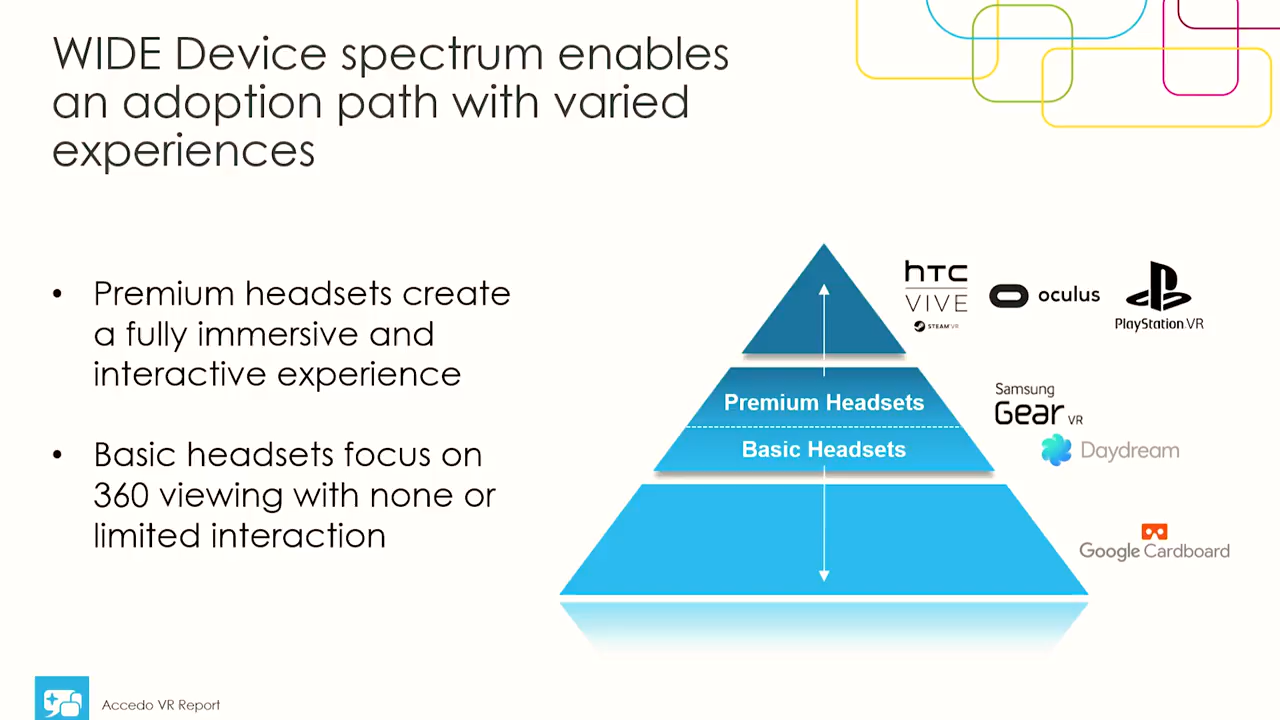 WIDE Device spectrum enables
an adoption path with varied
experiences
• Premium headsets create
a fully immersive and
interactive experience
• Basic headsets focus on
360 viewing with none or
limited interaction
hTC
VIVE
STEAM VR
oculus
PlayStation.VR
Premium Headsets
Basic Headsets
Samsung
Gear VR
Daydream
Google Cardboard
Accedo VR Report